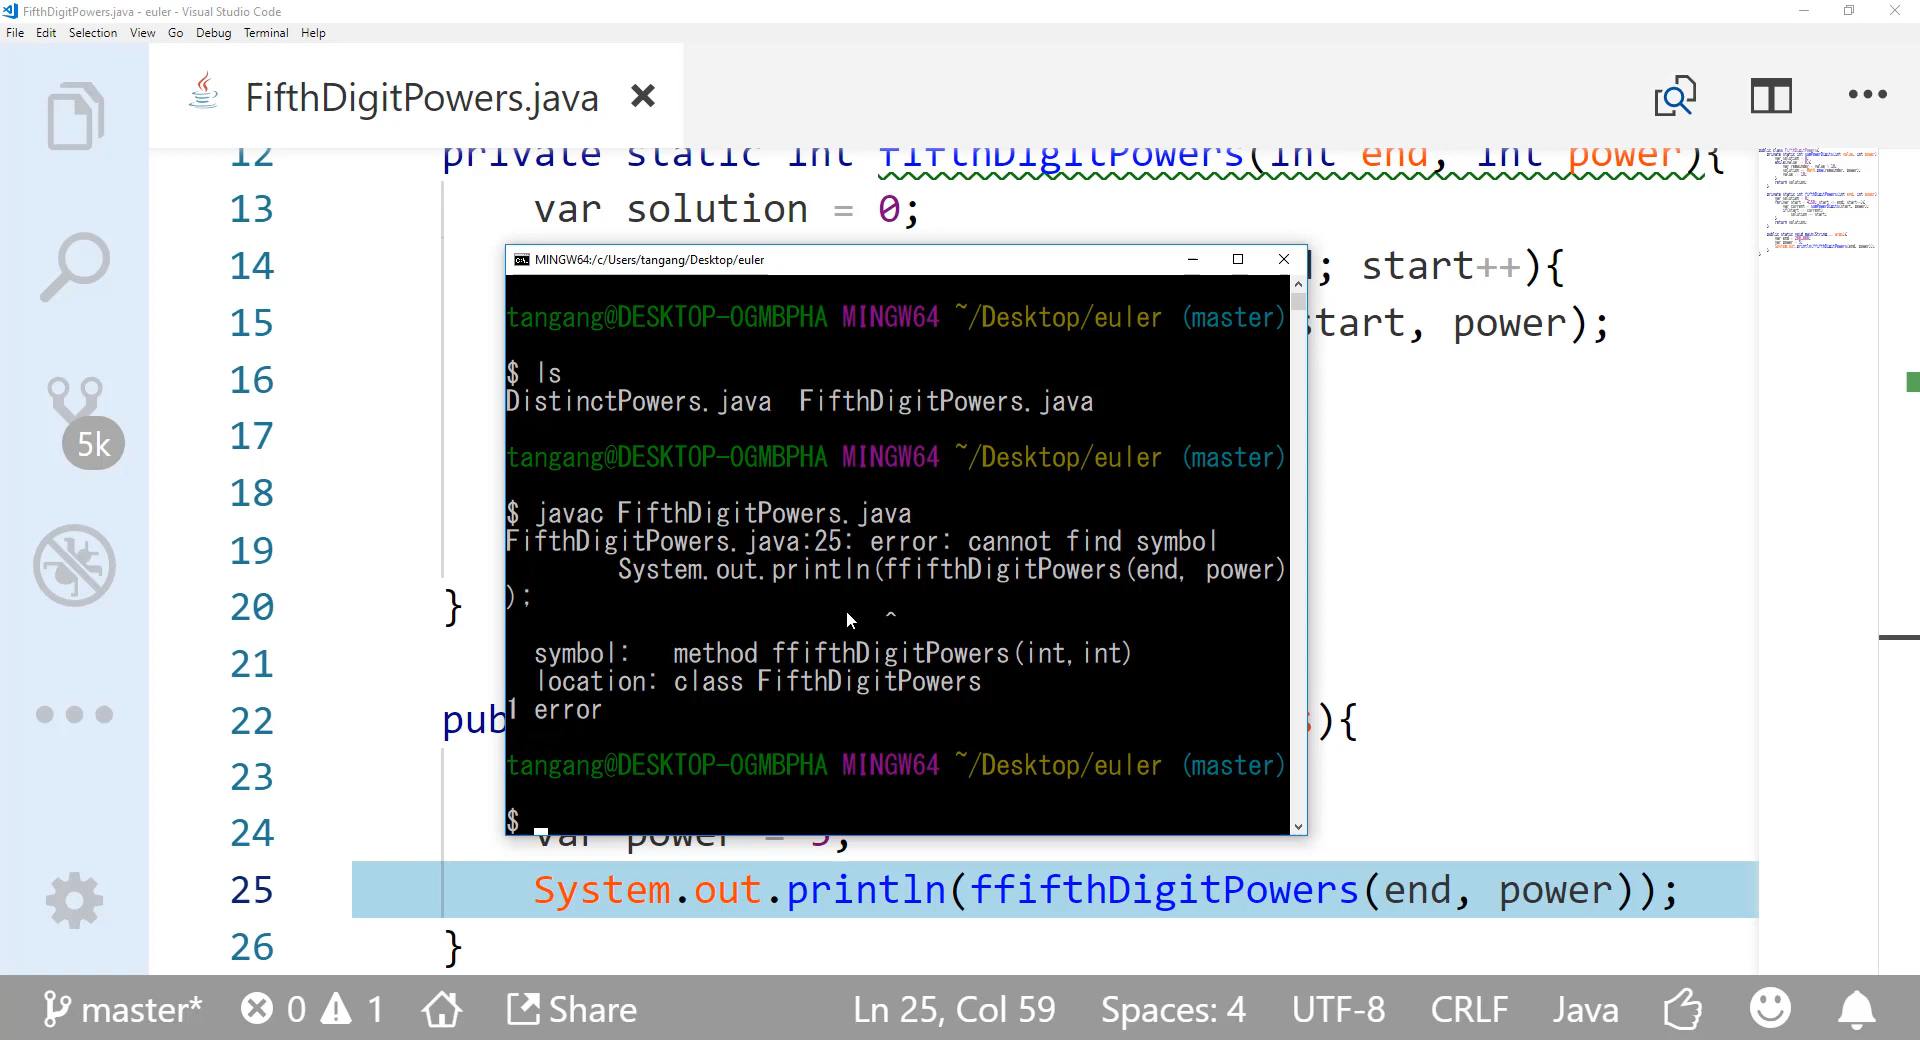 FifthDigitPowers.java - euler - Visual Studio Code
File Edit Selection View Go Debug Terminal Help
FifthDigitPowers.java
12 private static int fifthDigitPowers(int end, int power){
13 var solution = 0;
14 ; start++){
15 start, power);
16
17
18
19
20 }
21
22 pub ){
23
24 var power = 5;
25 System.out.println(ffifthDigitPowers(end, power));
26 }
MINGW64:/c/Users/tangang/Desktop/euler
tangang@DESKTOP-0GMBPHA MINGW64 ~/Desktop/euler (master)
$ ls
DistinctPowers.java FifthDigitPowers.java
tangang@DESKTOP-0GMBPHA MINGW64 ~/Desktop/euler (master)
$ javac FifthDigitPowers.java
FifthDigitPowers.java:25: error: cannot find symbol
System.out.println(ffifthDigitPowers(end, power)
);
^
symbol: method ffifthDigitPowers(int,int)
location: class FifthDigitPowers
1 error
tangang@DESKTOP-0GMBPHA MINGW64 ~/Desktop/euler (master)
$
5k
master* 0 1 Share Ln 25, Col 59 Spaces: 4 UTF-8 CRLF Java